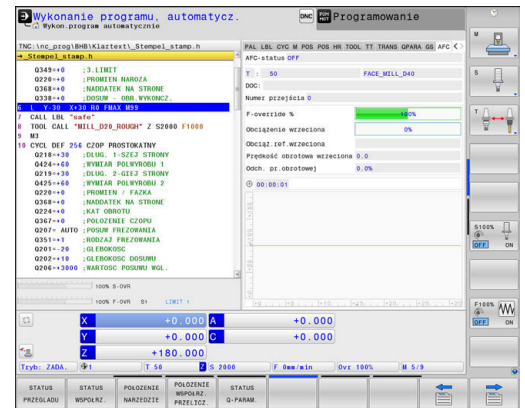 Wykonanie programu, automatycz.
Wykon.program automatycznie
DNC
Programowanie
TNC:\nc_prog\BHB\Klartext\_Stempel_stamp.h
→_Stempel_stamp.h
Q349=+0 ;3.LIMIT
Q220=+0 ;PROMIEN NAROZA
Q368=+0 ;NADDATEK NA STRONE
Q338=+0 ;DOSUW - OBR.WYKONCZ.
6 L Y-30 X+30 R0 FMAX M99
7 CALL LBL "safe"
8 TOOL CALL "MILL_D20_ROUGH" Z S2000 F1000
9 M3
10 CYCL DEF 256 CZOP PROSTOKATNY
Q218=+30 ;DLUG. 1-SZEJ STRONY
Q424=+60 ;WYMIAR POLWYROBU 1
Q219=+30 ;DLUG. 2-GIEJ STRONY
Q425=+60 ;WYMIAR POLWYROBU 2
Q220=+0 ;PROMIEN / FAZKA
Q368=+0 ;NADDATEK NA STRONE
Q224=+0 ;KAT OBROTU
Q367=+0 ;POLOZENIE CZOPU
Q207= AUTO ;POSUW FREZOWANIA
Q351=+1 ;RODZAJ FREZOWANIA
Q201=-20 ;GLEBOKOSC
Q202=+10 ;GLEBOKOSC DOSUWU
Q206=+3000 ;WARTOSC POSUWU WGL.
100% S-OVR
100% F-OVR S1 LIMIT 1
PAL LBL CYC M POS POS HR TOOL TT TRANS QPARA GS AFC
AFC-status OFF
T : 50 FACE_MILL_D40
DOC:
Numer przejścia 0
F-override % 100%
Obciążenie wrzeciona 0%
Obciąż.ref.wrzeciona
Prędkość obrotowa wrzeciona 0.0
Odch. pr.obrotowej 0.0%
00:00:01
X +0.000 A +0.000
Y +0.000 C +0.000
Z +180.000
Tryb: ZADA. 1 T 50 Z S 2000 F 0mm/min Ovr 100% M 5/9
STATUS PRZEGLADU
STATUS WSPOŁRZ.
POŁOZENIE NARZEDZIE
POŁOZENIE WSPOŁRZ. PRZELICZ.
STATUS Q-PARAM.
M
S
T
S100%
OFF ON
F100%
OFF ON